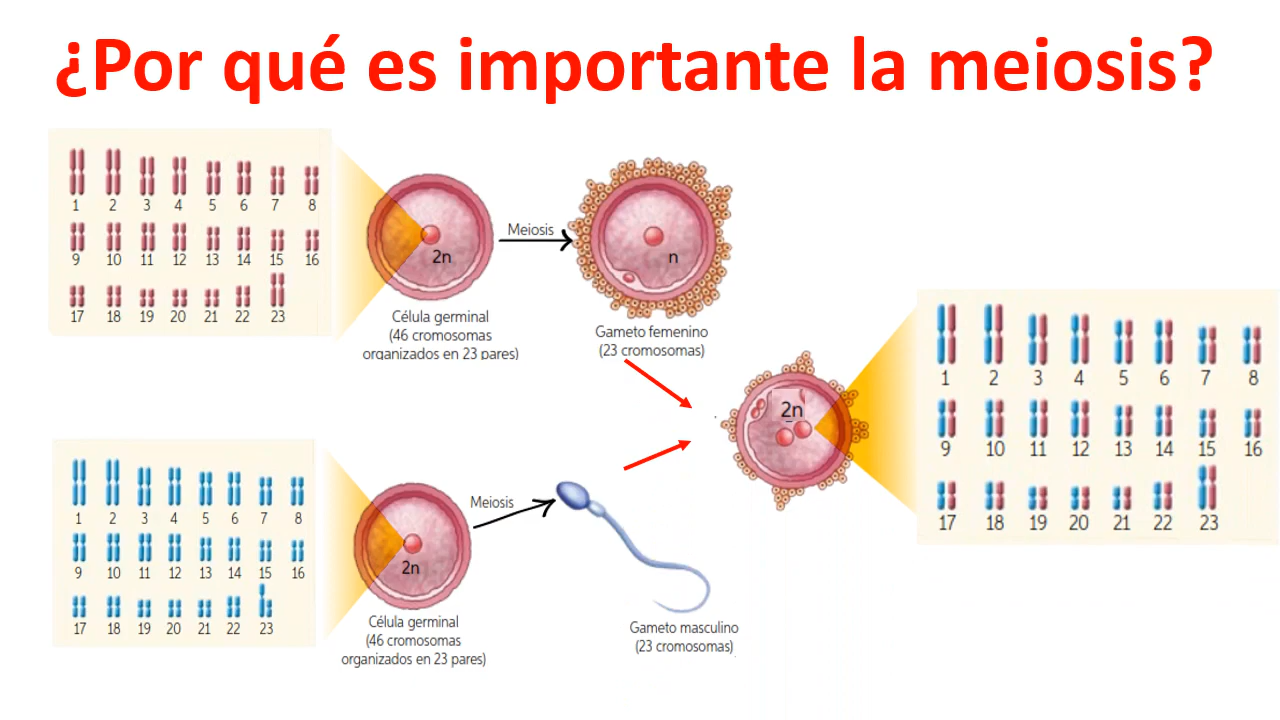 ¿Por qué es importante la meiosis?
1 2 3 4 5 6 7 8
9 10 11 12 13 14 15 16
17 18 19 20 21 22 23
2n
Célula germinal
(46 cromosomas
organizados en 23 pares)
Meiosis
n
Gameto femenino
(23 cromosomas)
1 2 3 4 5 6 7 8
9 10 11 12 13 14 15 16
17 18 19 20 21 22 23
2n
Célula germinal
(46 cromosomas
organizados en 23 pares)
Meiosis
Gameto masculino
(23 cromosomas)
2n
1 2 3 4 5 6 7 8
9 10 11 12 13 14 15 16
17 18 19 20 21 22 23